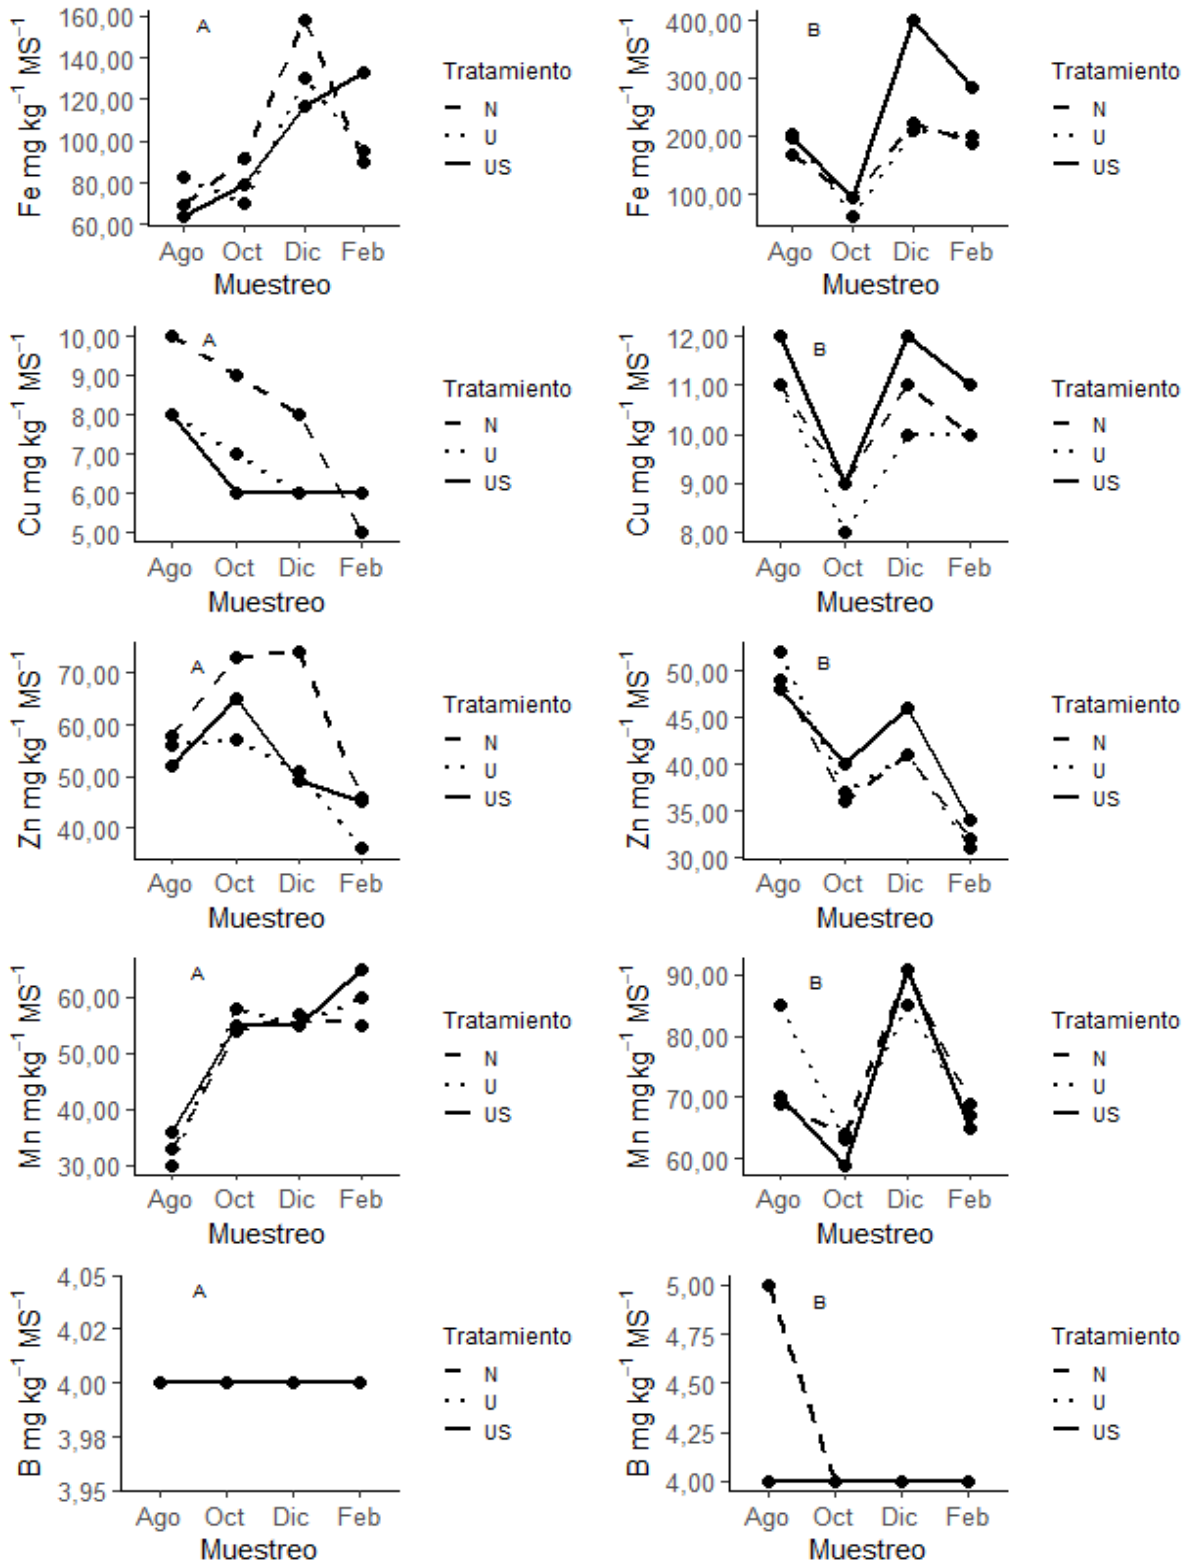 Fe mg kg⁻¹ MS⁻¹
160,00
140,00
120,00
100,00
80,00
60,00
A
Ago Oct Dic Feb
Muestreo
Tratamiento
N
U
US
Fe mg kg⁻¹ MS⁻¹
400,00
300,00
200,00
100,00
B
Ago Oct Dic Feb
Muestreo
Tratamiento
N
U
US
Cu mg kg⁻¹ MS⁻¹
10,00
9,00
8,00
7,00
6,00
5,00
A
Ago Oct Dic Feb
Muestreo
Tratamiento
N
U
US
Cu mg kg⁻¹ MS⁻¹
12,00
11,00
10,00
9,00
8,00
B
Ago Oct Dic Feb
Muestreo
Tratamiento
N
U
US
Zn mg kg⁻¹ MS⁻¹
70,00
60,00
50,00
40,00
A
Ago Oct Dic Feb
Muestreo
Tratamiento
N
U
US
Zn mg kg⁻¹ MS⁻¹
50,00
45,00
40,00
35,00
30,00
B
Ago Oct Dic Feb
Muestreo
Tratamiento
N
U
US
Mn mg kg⁻¹ MS⁻¹
60,00
50,00
40,00
30,00
A
Ago Oct Dic Feb
Muestreo
Tratamiento
N
U
US
Mn mg kg⁻¹ MS⁻¹
90,00
80,00
70,00
60,00
B
Ago Oct Dic Feb
Muestreo
Tratamiento
N
U
US
B mg kg⁻¹ MS⁻¹
4,05
4,02
4,00
3,98
3,95
A
Ago Oct Dic Feb
Muestreo
Tratamiento
N
U
US
B mg kg⁻¹ MS⁻¹
5,00
4,75
4,50
4,25
4,00
B
Ago Oct Dic Feb
Muestreo
Tratamiento
N
U
US